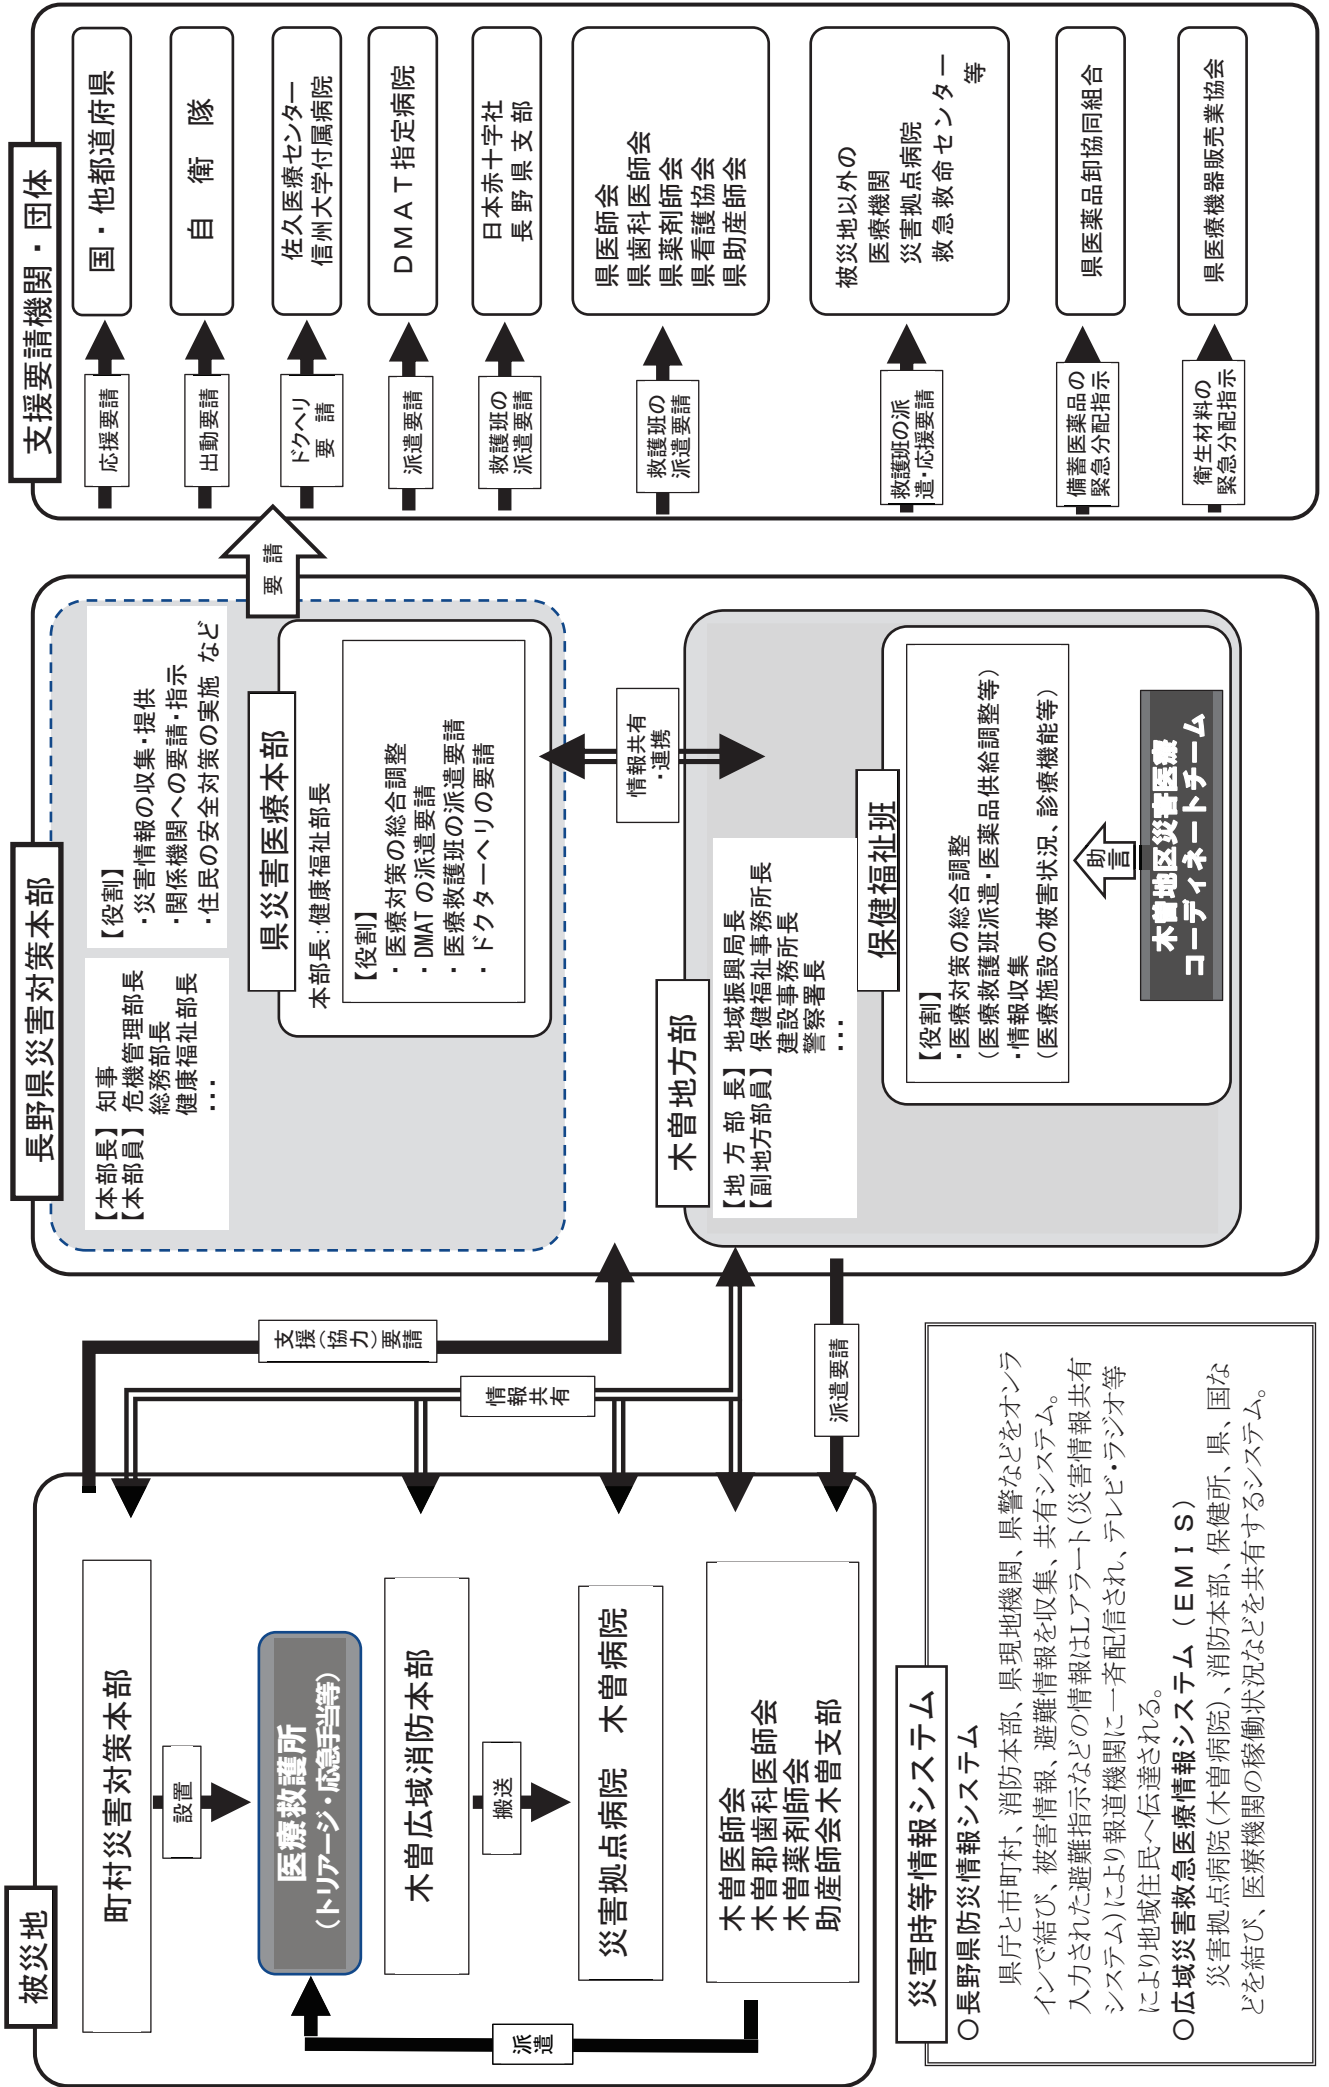 被災地
町村災害対策本部
設置
医療救護所
（トリアージ・応急手当等）
木曽広域消防本部
搬送
災害拠点病院　木曽病院
木曽医師会
木曽郡歯科医師会
木曽薬剤師会
助産師会木曽支部
派遣
支援（協力）要請
情報共有
派遣要請
災害時等情報システム
○長野県防災情報システム
県庁と市町村、消防本部、県現地機関、県警などをオンラ
インで結び、被害情報、避難情報を収集、共有システム。
入力された避難指示などの情報はLアラート（災害情報共有
システム）により報道機関に一斉配信され、テレビ・ラジオ等
により地域住民へ伝達される。
○広域災害救急医療情報システム（ＥＭＩＳ）
災害拠点病院（木曽病院）、消防本部、保健所、県、国な
どを結び、医療機関の稼働状況などを共有するシステム。
長野県災害対策本部
【本部長】知事
【本部員】危機管理部長
総務部長
健康福祉部長
・・・
【役割】
・災害情報の収集・提供
・関係機関への要請・指示
・住民の安全対策の実施 など
県災害医療本部
本部長：健康福祉部長
【役割】
・医療対策の総合調整
・DMATの派遣要請
・医療救護班の派遣要請
・ドクターヘリの要請
情報共有
・連携
木曽地方部
【地 方 部 長】地域振興局長
【副地方部員】保健福祉事務所長
建設事務所長
警察署長
・・・
保健福祉班
【役割】
・医療対策の総合調整
（医療救護班派遣・医薬品供給調整等）
・情報収集
（医療施設の被害状況、診療機能等）
助言
木曽地区災害医療
コーディネートチーム
要 請
支援要請機関・団体
応援要請
国・他都道府県
出動要請
自　衛　隊
ドクヘリ
要　請
佐久医療センター
信州大学付属病院
派遣要請
ＤＭＡＴ指定病院
救護班の
派遣要請
日本赤十字社
長 野 県 支 部
救護班の
派遣要請
県医師会
県歯科医師会
県薬剤師会
県看護協会
県助産師会
救護班の派
遣・応援要請
被災地以外の
医療機関
災害拠点病院
救急救命センター
等
備蓄医薬品の
緊急分配指示
県医薬品卸協同組合
衛生材料の
緊急分配指示
県医療機器販売業協会